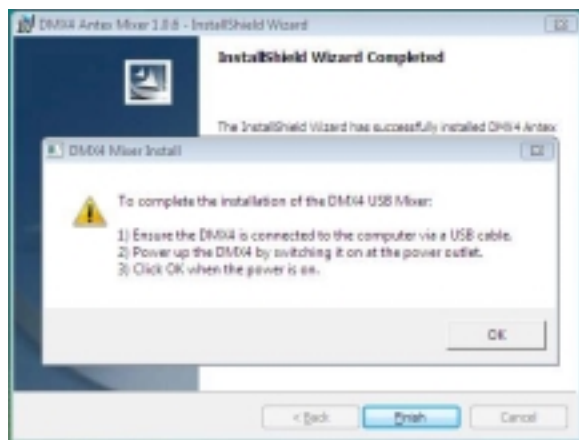 DMX4 Antex Mixer 1.0.6 - InstallShield Wizard
InstallShield Wizard Completed
The InstallShield Wizard has successfully installed DMX4 Antex
DMX4 Mixer Install
To complete the installation of the DMX4 USB Mixer:
1) Ensure the DMX4 is connected to the computer via a USB cable.
2) Power up the DMX4 by switching it on at the power outlet.
3) Click OK when the power is on.
OK
< Back
Finish
Cancel